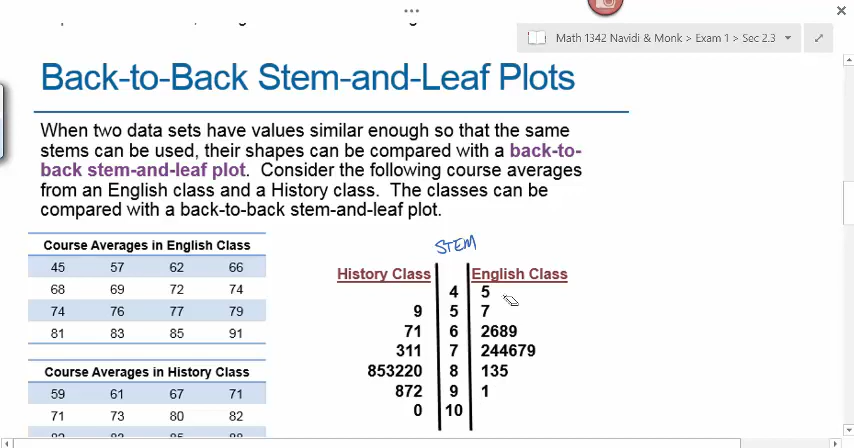 Math 1342 Navidi & Monk > Exam 1 > Sec 2.3
Back-to-Back Stem-and-Leaf Plots
When two data sets have values similar enough so that the same
stems can be used, their shapes can be compared with a back-to-
back stem-and-leaf plot. Consider the following course averages
from an English class and a History class. The classes can be
compared with a back-to-back stem-and-leaf plot.
Course Averages in English Class
45 57 62 66
68 69 72 74
74 76 77 79
81 83 85 91
Course Averages in History Class
59 61 67 71
71 73 80 82
82 83 85 88
STEM
History Class English Class
4 5
9 5 7
71 6 2689
311 7 244679
853220 8 135
872 9 1
0 10